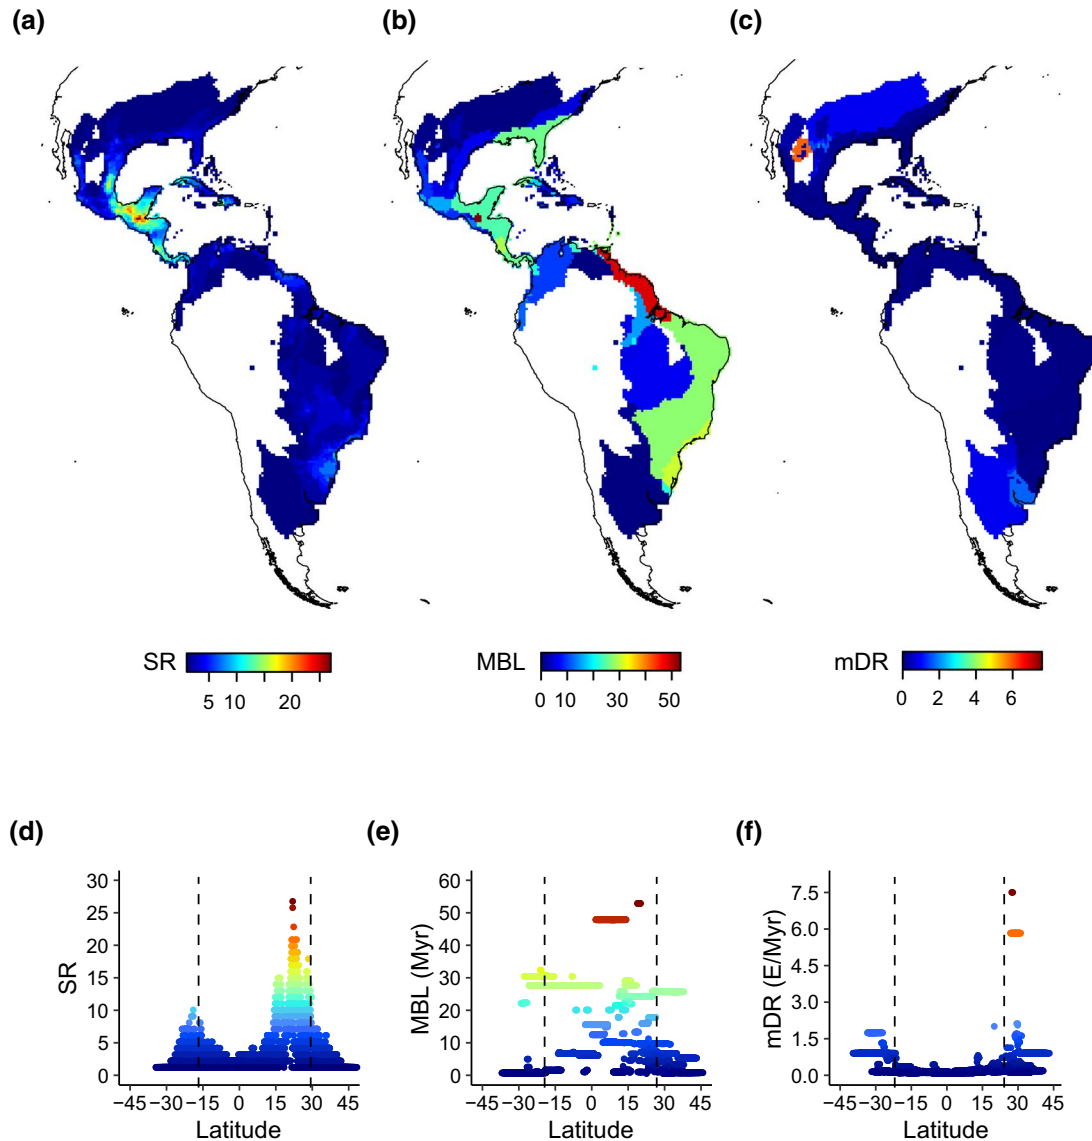 (a) (b) (c)
SR MBL mDR
5 10 20 0 10 30 50 0 2 4 6
(d) (e) (f)
SR
30
25
20
15
10
5
0
−45 −30 −15 0 15 30 45
Latitude
MBL (Myr)
60
50
40
30
20
10
0
−45 −30 −15 0 15 30 45
Latitude
mDR (E/Myr)
7.5
6.0
4.5
3.0
1.5
0.0
−45 −30 −15 0 15 30 45
Latitude